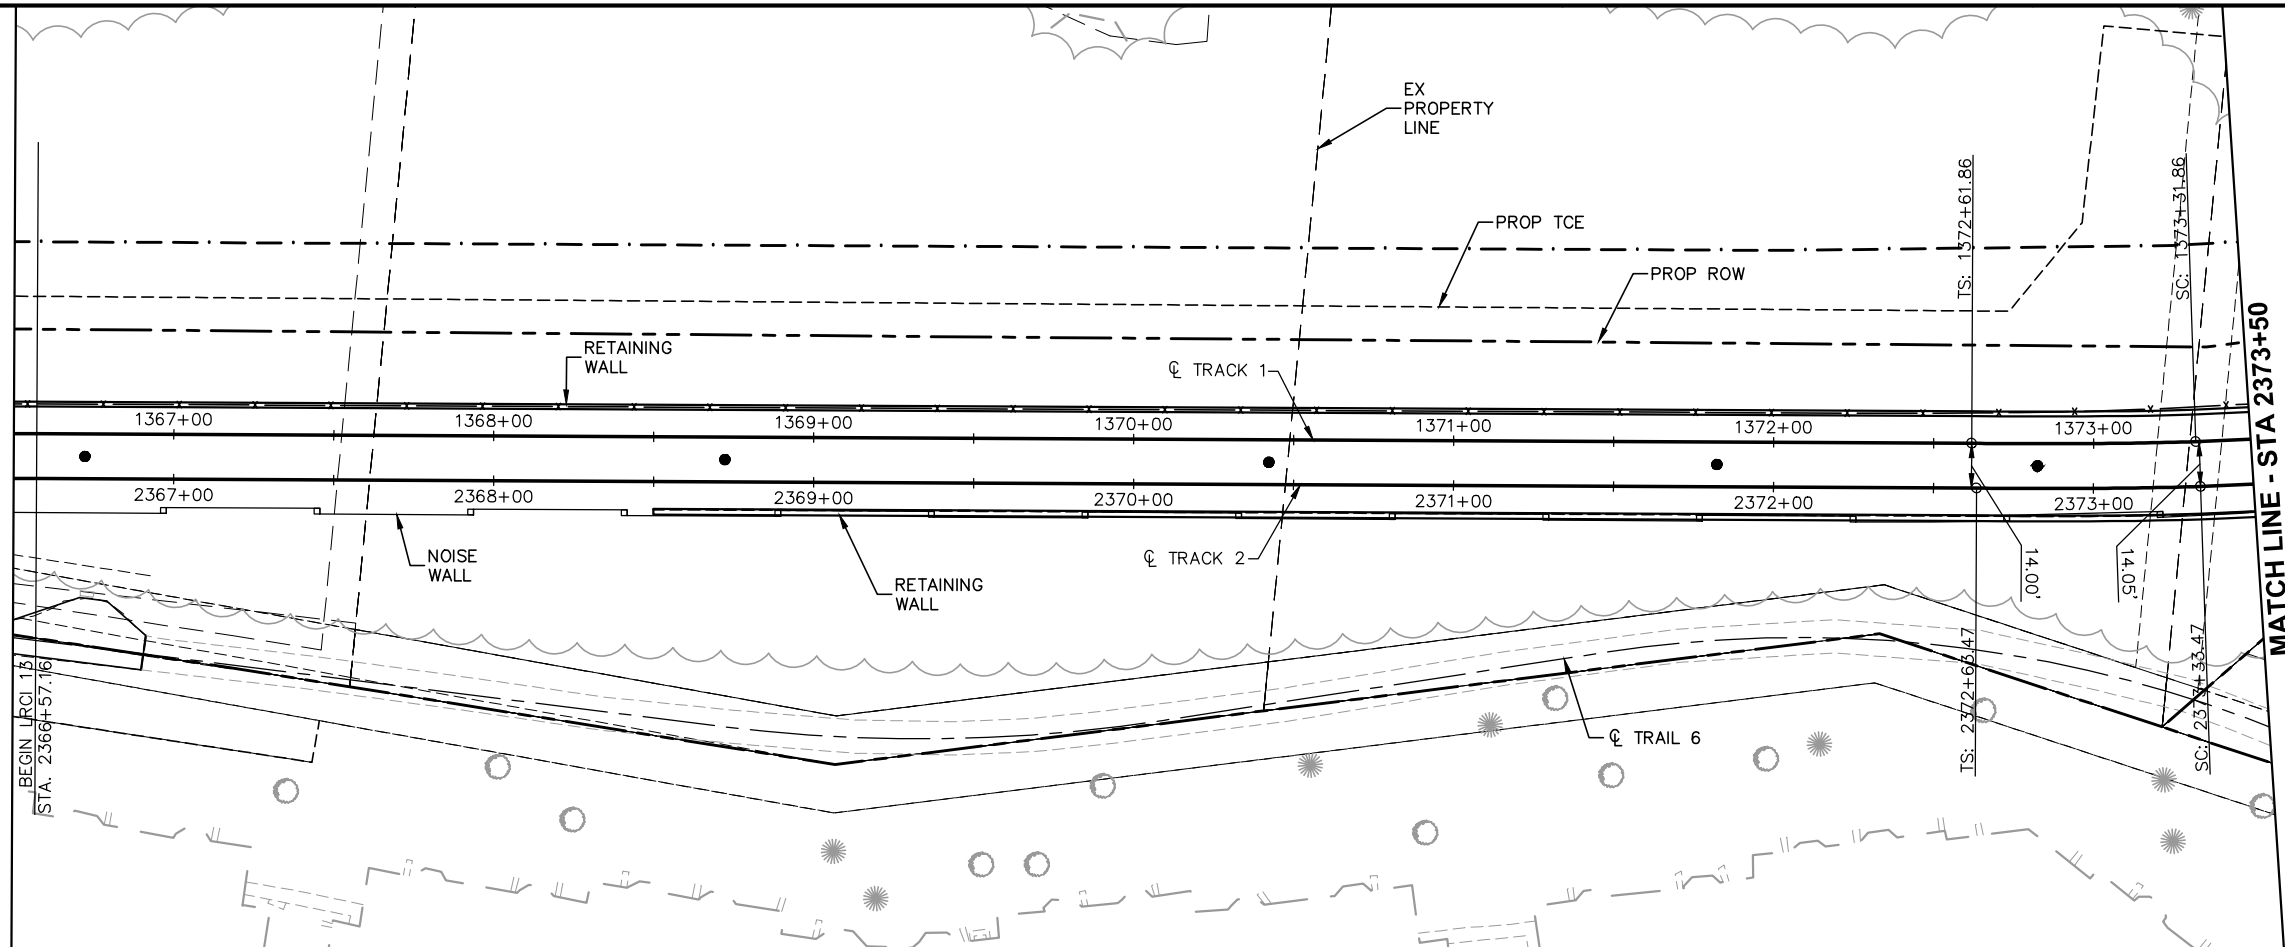 EX
PROPERTY
LINE
PROP TCE
PROP ROW
TS: 1372+61.86
SC: 1373+31.86
MATCH LINE - STA 2373+50
RETAINING
WALL
℄ TRACK 1
1367+00
1368+00
1369+00
1370+00
1371+00
1372+00
1373+00
2367+00
2368+00
2369+00
2370+00
2371+00
2372+00
2373+00
NOISE
WALL
RETAINING
WALL
℄ TRACK 2
14.00'
14.05'
BEGIN LRCI 13
STA. 2366+57.16
℄ TRAIL 6
TS: 2372+63.47
SC: 2373+33.47